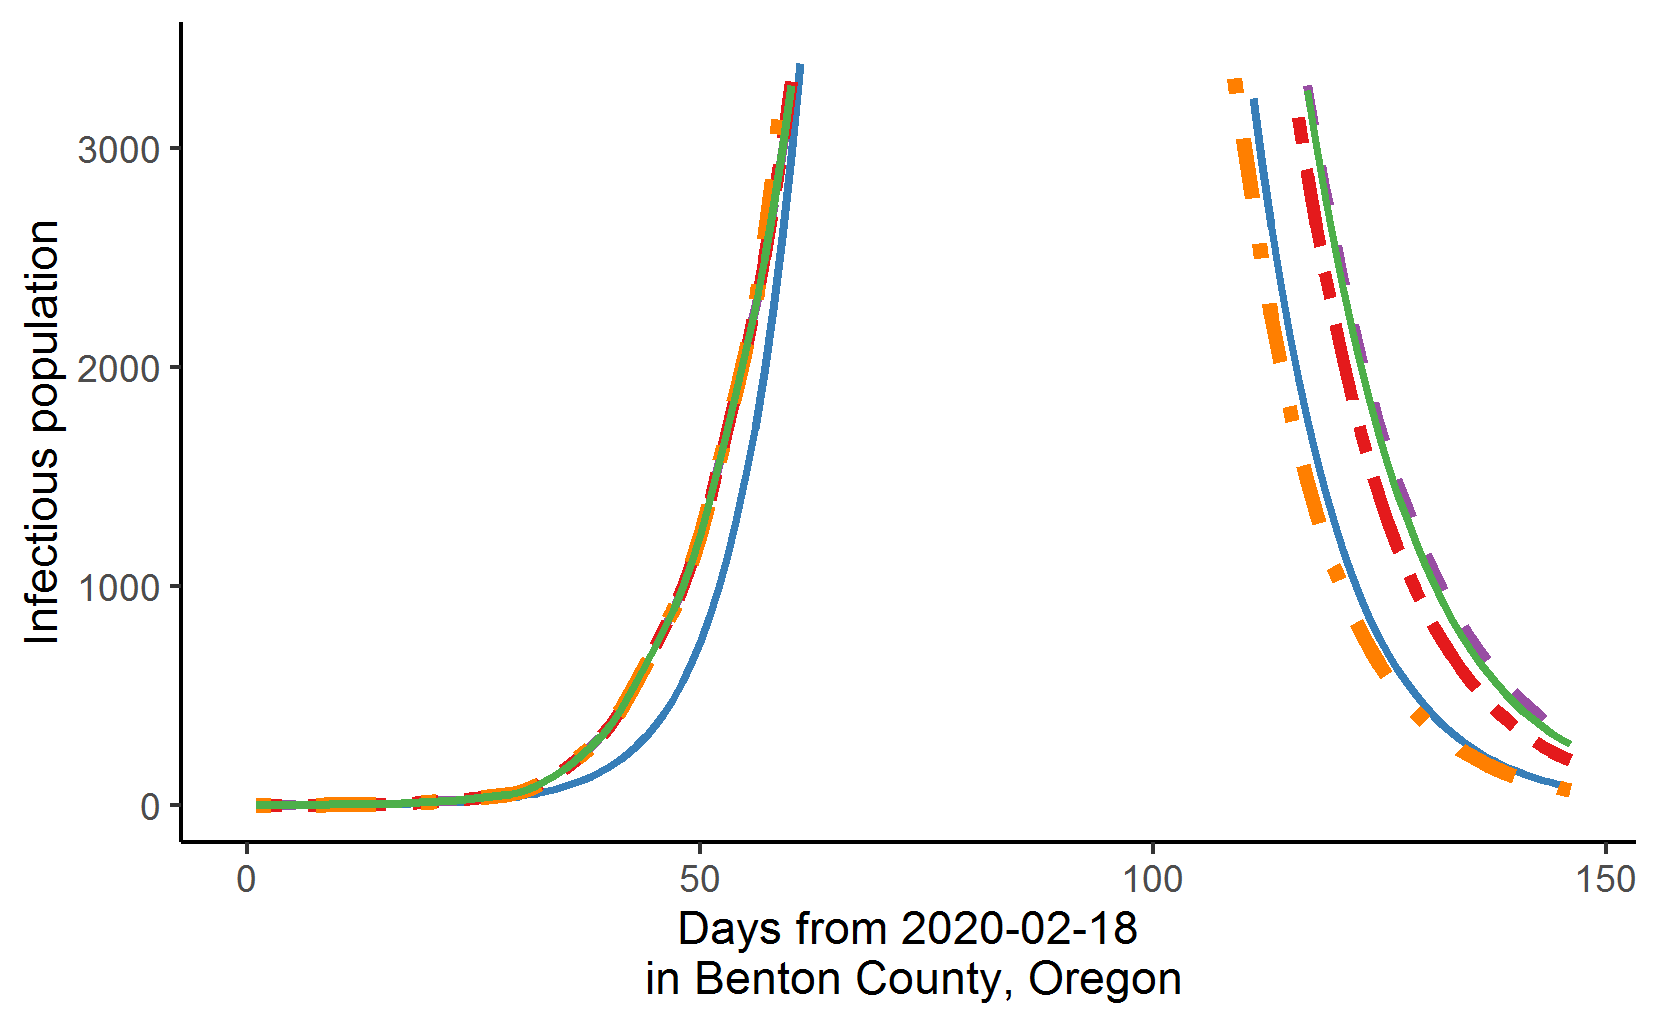 Infectious population
3000
2000
1000
0
0 50 100 150
Days from 2020-02-18
in Benton County, Oregon